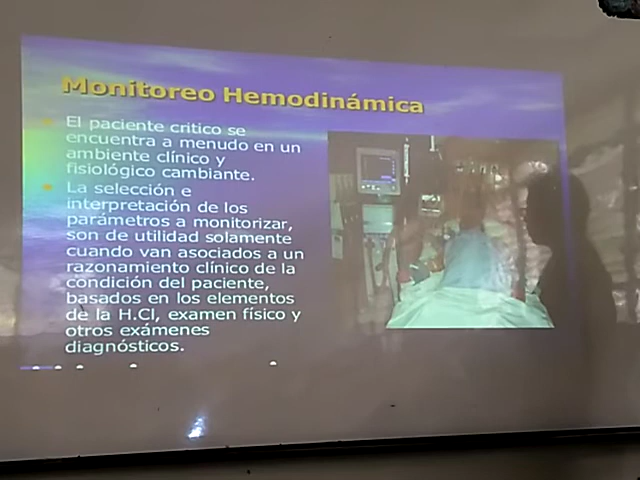 Monitoreo Hemodinámica
El paciente critico se
encuentra a menudo en un
ambiente clínico y
fisiológico cambiante.
La selección e
interpretación de los
parámetros a monitorizar,
son de utilidad solamente
cuando van asociados a un
razonamiento clínico de la
condición del paciente,
basados en los elementos
de la H.Cl, examen físico y
otros exámenes
diagnósticos.